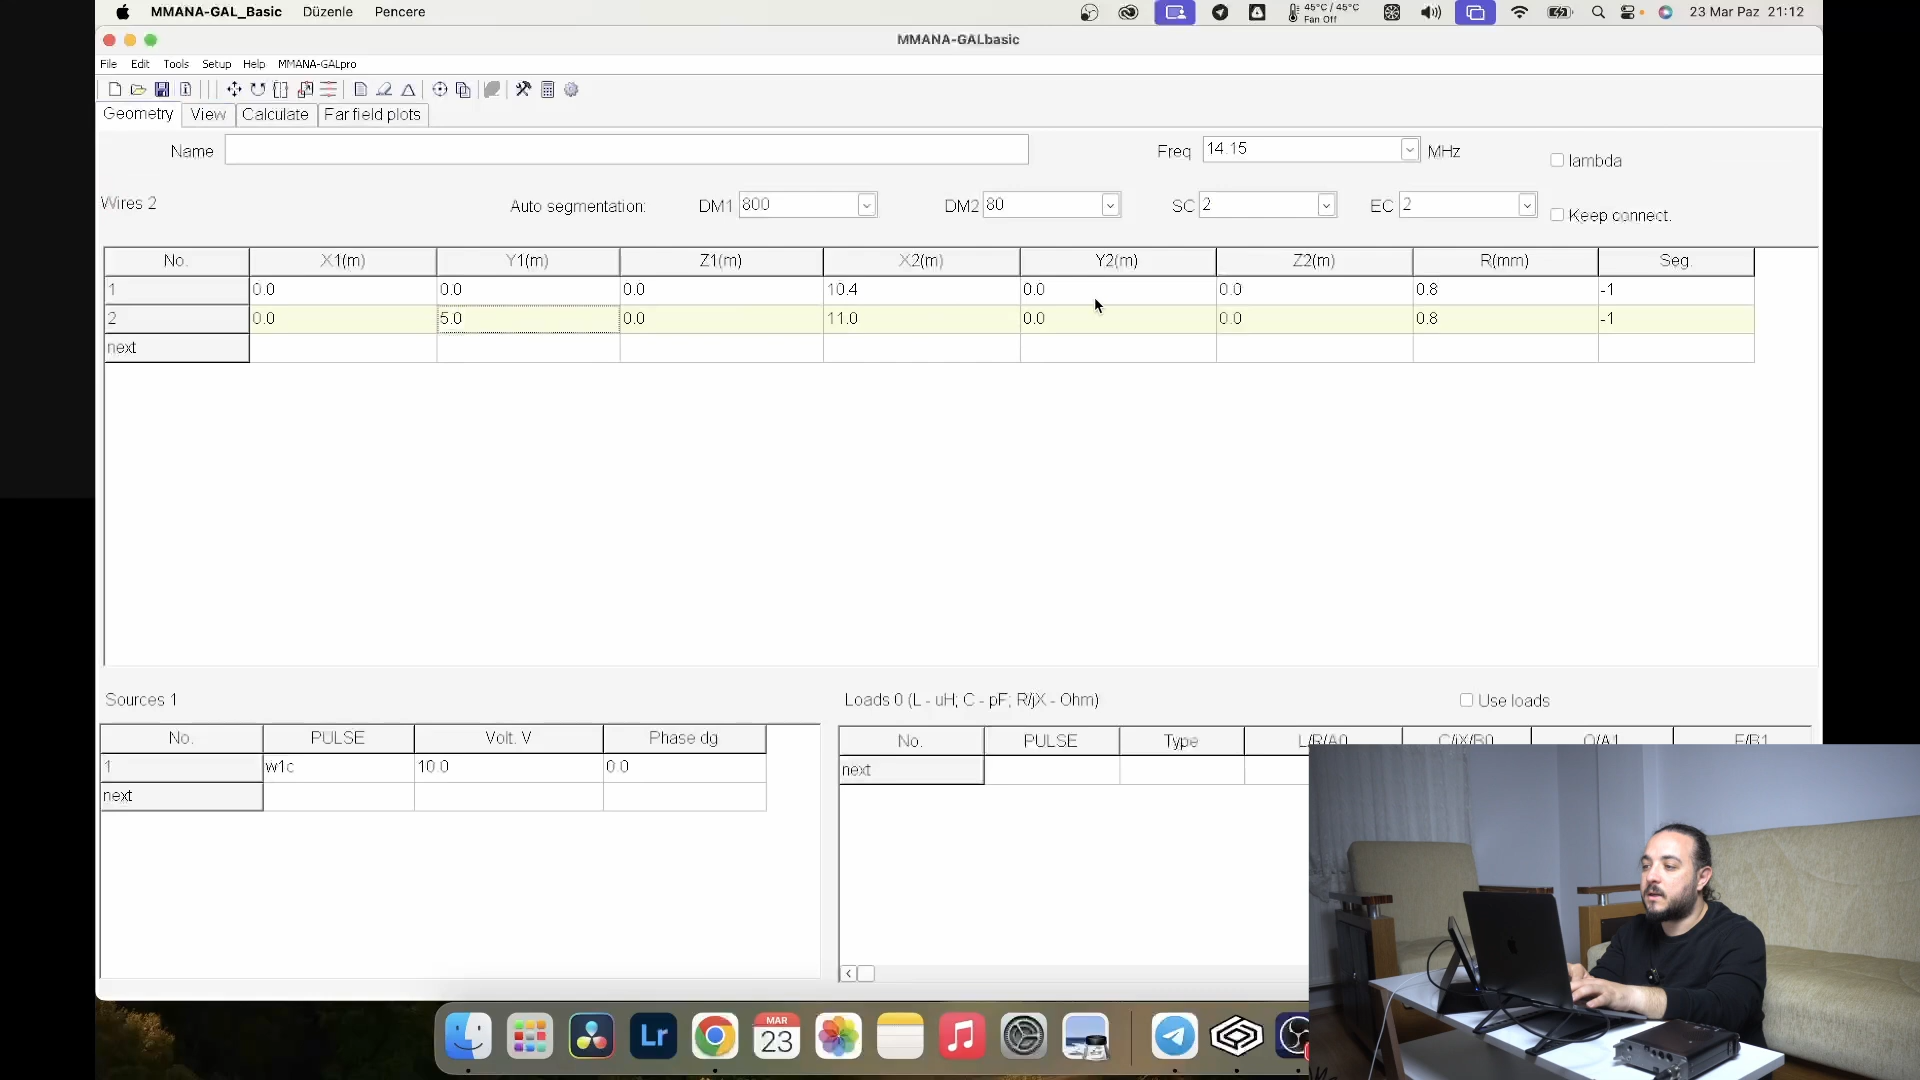 MMANA-GAL_Basic Düzenle Pencere 45°C / 45°C Fan Off 23 Mar Paz 21:12
MMANA-GALbasic
File Edit Tools Setup Help MMANA-GALpro
Geometry View Calculate Far field plots
Name Freq 14.15 MHz lambda
Wires 2 Auto segmentation: DM1 800 DM2 80 SC 2 EC 2 Keep connect.
No. X1(m) Y1(m) Z1(m) X2(m) Y2(m) Z2(m) R(mm) Seg.
1 0.0 0.0 0.0 10.4 0.0 0.0 0.8 -1
2 0.0 5.0 0.0 11.0 0.0 0.0 0.8 -1
next
Sources 1
No. PULSE Volt. V Phase dg
1 w1c 10.0 0.0
next
Loads 0 (L - uH; C - pF; R/jX - Ohm) Use loads
No. PULSE Type L/R/A0 C/jX/B0 Q/A1 F/B1
next
Lr MAR 23